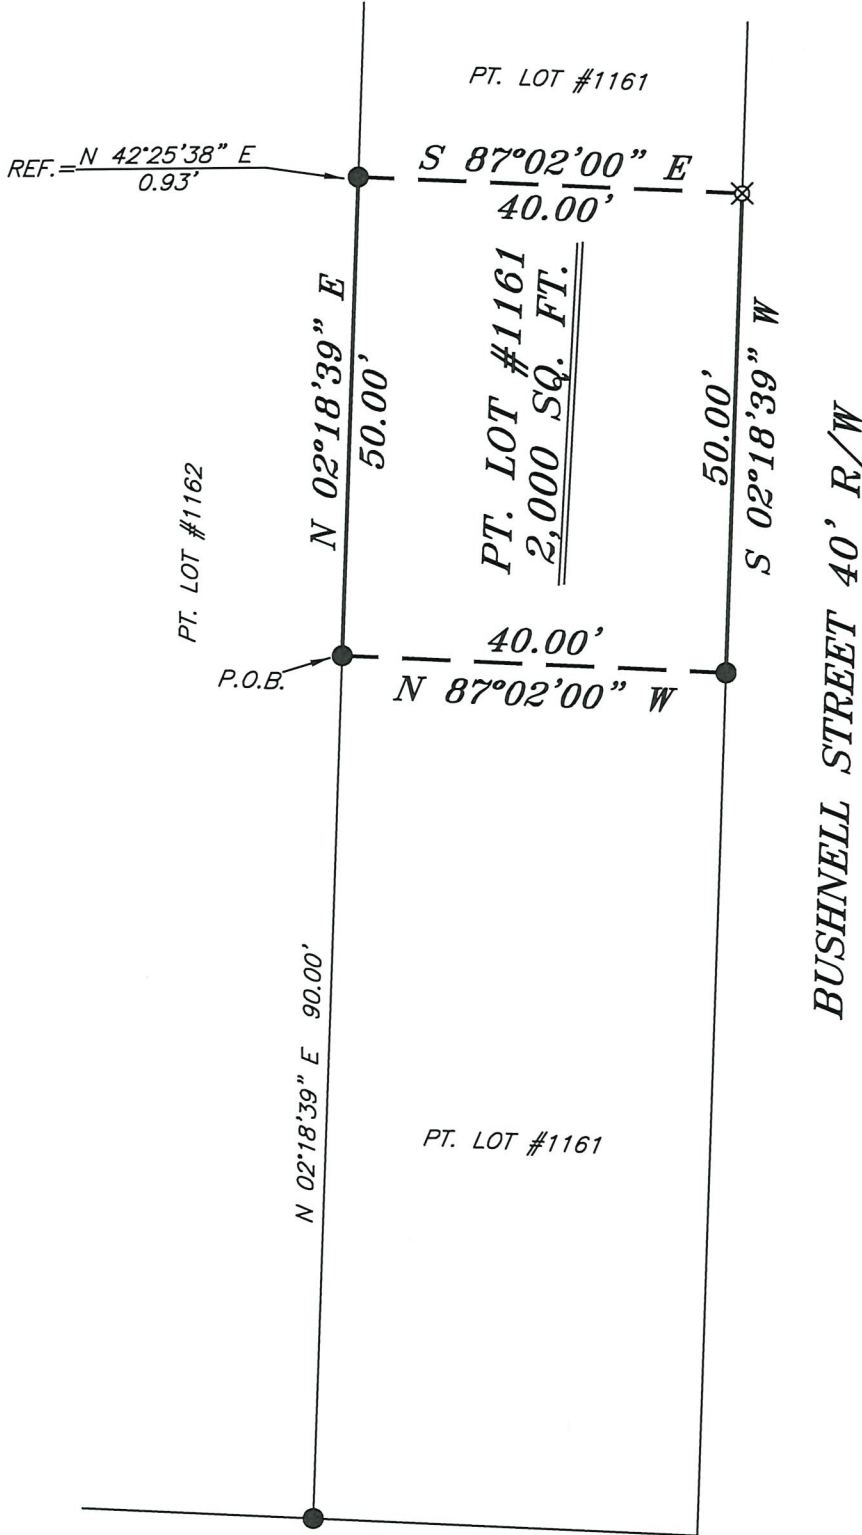 PT. LOT #1161
REF.=
N 42°25'38" E
0.93'
S 87°02'00" E
40.00'
N 02°18'39" E
50.00'
PT. LOT #1161
2,000 SQ. FT.
50.00'
S 02°18'39" W
BUSHNELL STREET 40' R/W
PT. LOT #1162
P.O.B.
40.00'
N 87°02'00" W
N 02°18'39" E 90.00'
PT. LOT #1161